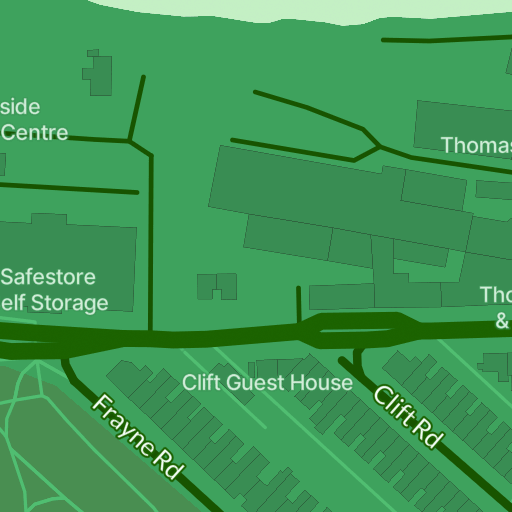 side
Centre
Thomas
Safestore
elf Storage
Tho
&
Clift Guest House
Frayne Rd
Clift Rd